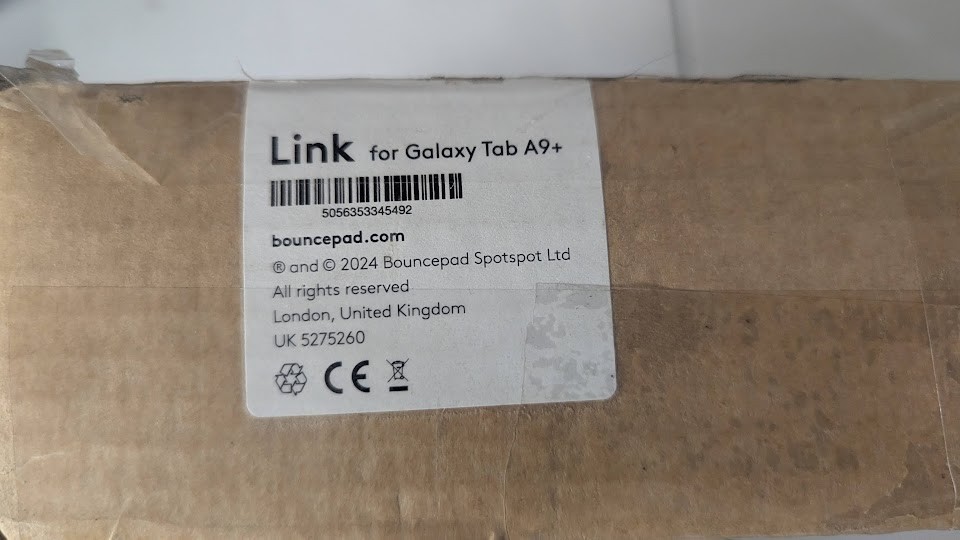 Link for Galaxy Tab A9+
5056353345492
bouncepad.com
® and © 2024 Bouncepad Spotspot Ltd
All rights reserved
London, United Kingdom
UK 5275260
CE